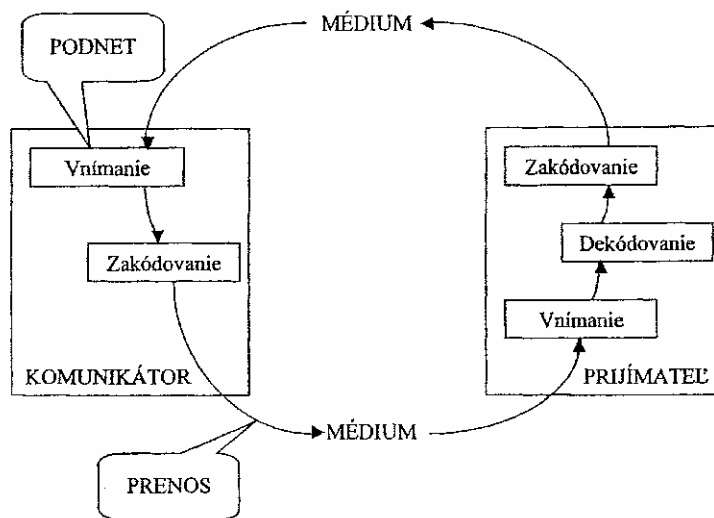 MÉDIUM
PODNET
Vnímanie
Zakódovanie
KOMUNIKÁTOR
Zakódovanie
Dekódovanie
Vnímanie
PRIJÍMATEĽ
MÉDIUM
PRENOS